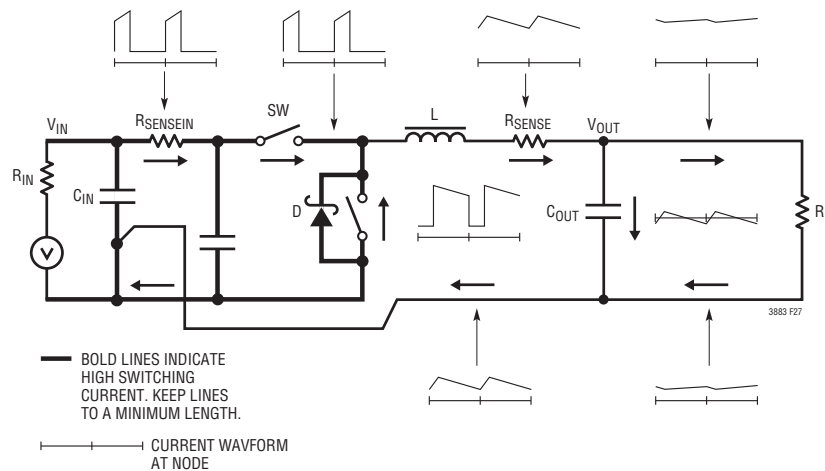 V_IN
R_SENSEIN
SW
L
R_SENSE
V_OUT
R_IN
C_IN
D
C_OUT
R
V
3883 F27
BOLD LINES INDICATE
HIGH SWITCHING
CURRENT. KEEP LINES
TO A MINIMUM LENGTH.
CURRENT WAVFORM
AT NODE